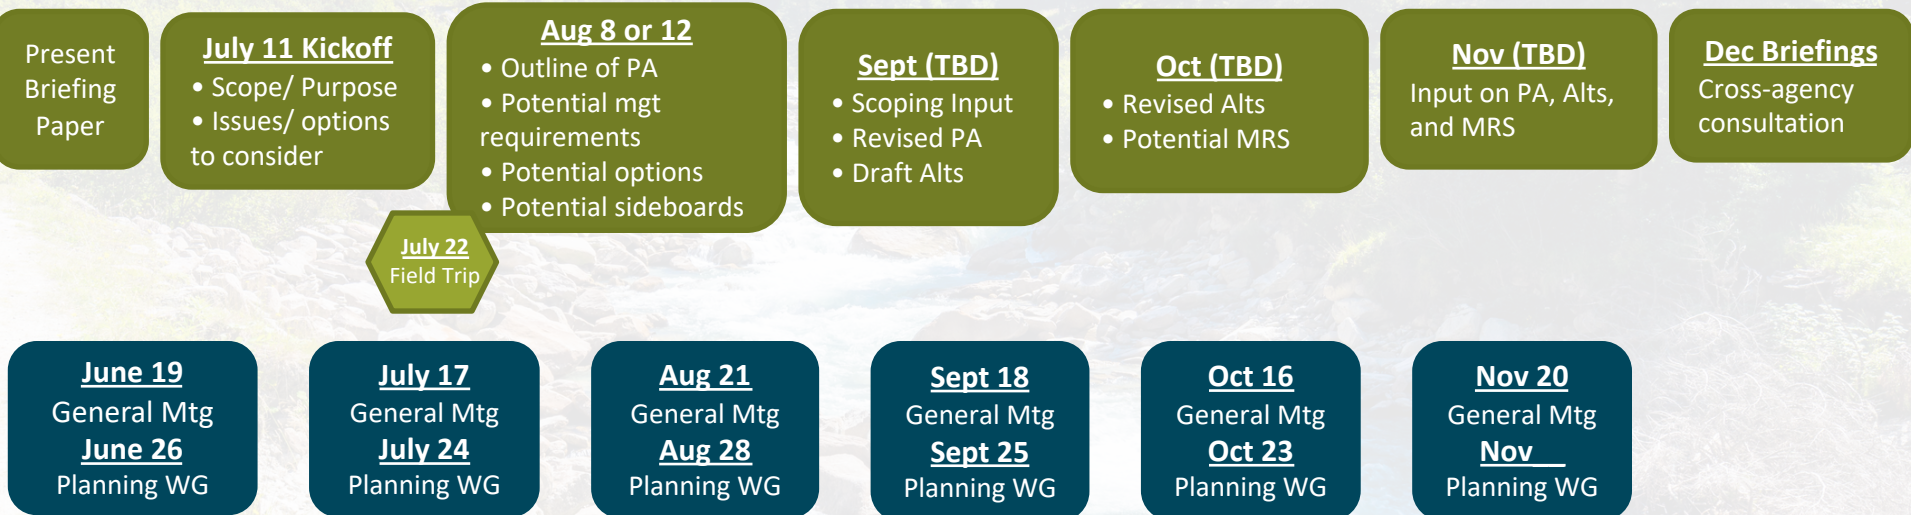 Present
Briefing
Paper
July 11 Kickoff
• Scope/ Purpose
• Issues/ options
to consider
Aug 8 or 12
• Outline of PA
• Potential mgt
requirements
• Potential options
• Potential sideboards
July 22
Field Trip
Sept (TBD)
• Scoping Input
• Revised PA
• Draft Alts
Oct (TBD)
• Revised Alts
• Potential MRS
Nov (TBD)
Input on PA, Alts,
and MRS
Dec Briefings
Cross-agency
consultation
June 19
General Mtg
June 26
Planning WG
July 17
General Mtg
July 24
Planning WG
Aug 21
General Mtg
Aug 28
Planning WG
Sept 18
General Mtg
Sept 25
Planning WG
Oct 16
General Mtg
Oct 23
Planning WG
Nov 20
General Mtg
Nov__
Planning WG